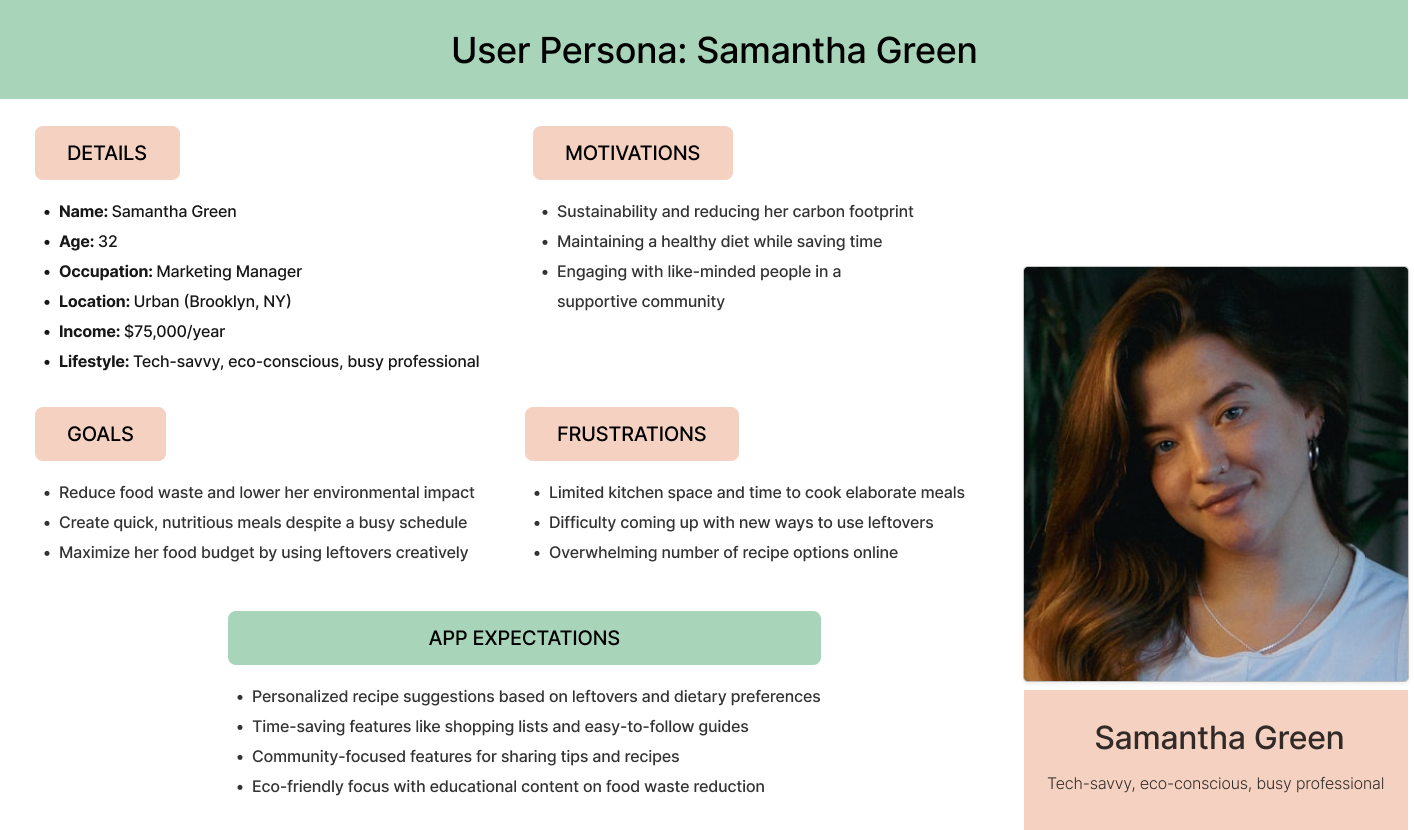 User Persona: Samantha Green
DETAILS
• Name: Samantha Green
• Age: 32
• Occupation: Marketing Manager
• Location: Urban (Brooklyn, NY)
• Income: $75,000/year
• Lifestyle: Tech-savvy, eco-conscious, busy professional
MOTIVATIONS
• Sustainability and reducing her carbon footprint
• Maintaining a healthy diet while saving time
• Engaging with like-minded people in a
supportive community
GOALS
• Reduce food waste and lower her environmental impact
• Create quick, nutritious meals despite a busy schedule
• Maximize her food budget by using leftovers creatively
FRUSTRATIONS
• Limited kitchen space and time to cook elaborate meals
• Difficulty coming up with new ways to use leftovers
• Overwhelming number of recipe options online
APP EXPECTATIONS
• Personalized recipe suggestions based on leftovers and dietary preferences
• Time-saving features like shopping lists and easy-to-follow guides
• Community-focused features for sharing tips and recipes
• Eco-friendly focus with educational content on food waste reduction
Samantha Green
Tech-savvy, eco-conscious, busy professional